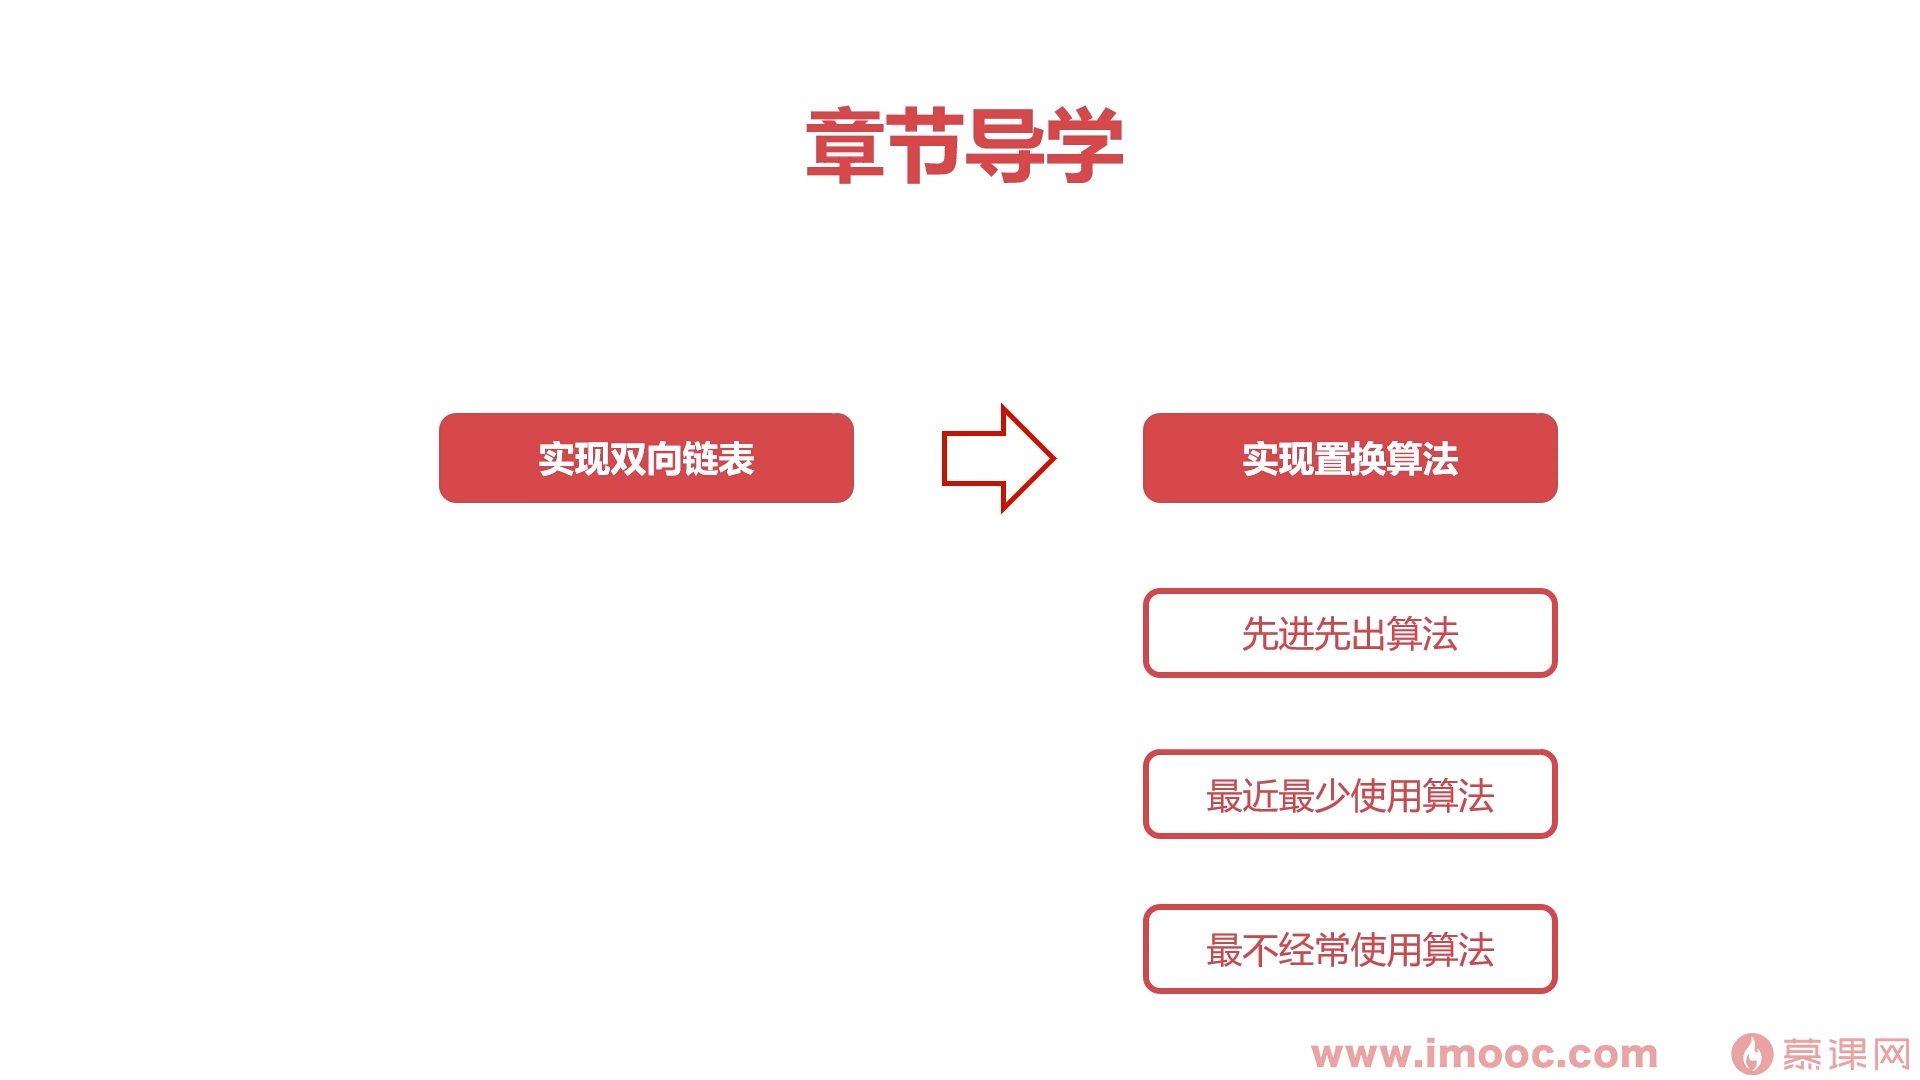 章节导学
实现双向链表
实现置换算法
先进先出算法
最近最少使用算法
最不经常使用算法
www.imooc.com
慕课网